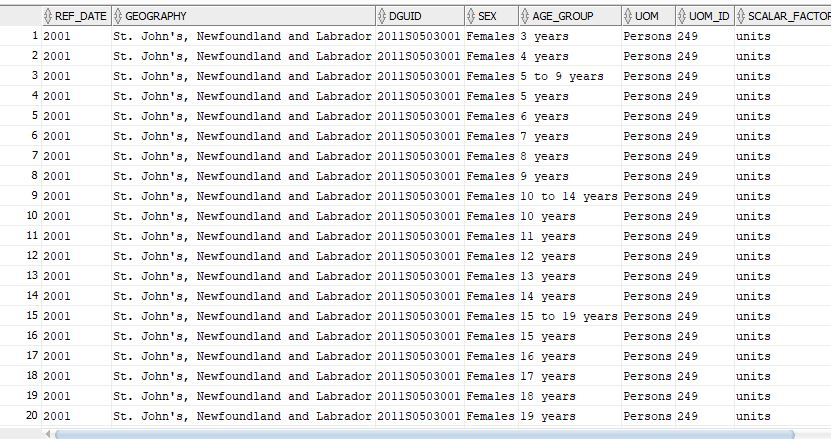 REF_DATE GEOGRAPHY DGUID SEX AGE_GROUP UOM UOM_ID SCALAR_FACTOR
1 2001 St. John's, Newfoundland and Labrador 2011S0503001 Females 3 years Persons 249 units
2 2001 St. John's, Newfoundland and Labrador 2011S0503001 Females 4 years Persons 249 units
3 2001 St. John's, Newfoundland and Labrador 2011S0503001 Females 5 to 9 years Persons 249 units
4 2001 St. John's, Newfoundland and Labrador 2011S0503001 Females 5 years Persons 249 units
5 2001 St. John's, Newfoundland and Labrador 2011S0503001 Females 6 years Persons 249 units
6 2001 St. John's, Newfoundland and Labrador 2011S0503001 Females 7 years Persons 249 units
7 2001 St. John's, Newfoundland and Labrador 2011S0503001 Females 8 years Persons 249 units
8 2001 St. John's, Newfoundland and Labrador 2011S0503001 Females 9 years Persons 249 units
9 2001 St. John's, Newfoundland and Labrador 2011S0503001 Females 10 to 14 years Persons 249 units
10 2001 St. John's, Newfoundland and Labrador 2011S0503001 Females 10 years Persons 249 units
11 2001 St. John's, Newfoundland and Labrador 2011S0503001 Females 11 years Persons 249 units
12 2001 St. John's, Newfoundland and Labrador 2011S0503001 Females 12 years Persons 249 units
13 2001 St. John's, Newfoundland and Labrador 2011S0503001 Females 13 years Persons 249 units
14 2001 St. John's, Newfoundland and Labrador 2011S0503001 Females 14 years Persons 249 units
15 2001 St. John's, Newfoundland and Labrador 2011S0503001 Females 15 to 19 years Persons 249 units
16 2001 St. John's, Newfoundland and Labrador 2011S0503001 Females 15 years Persons 249 units
17 2001 St. John's, Newfoundland and Labrador 2011S0503001 Females 16 years Persons 249 units
18 2001 St. John's, Newfoundland and Labrador 2011S0503001 Females 17 years Persons 249 units
19 2001 St. John's, Newfoundland and Labrador 2011S0503001 Females 18 years Persons 249 units
20 2001 St. John's, Newfoundland and Labrador 2011S0503001 Females 19 years Persons 249 units